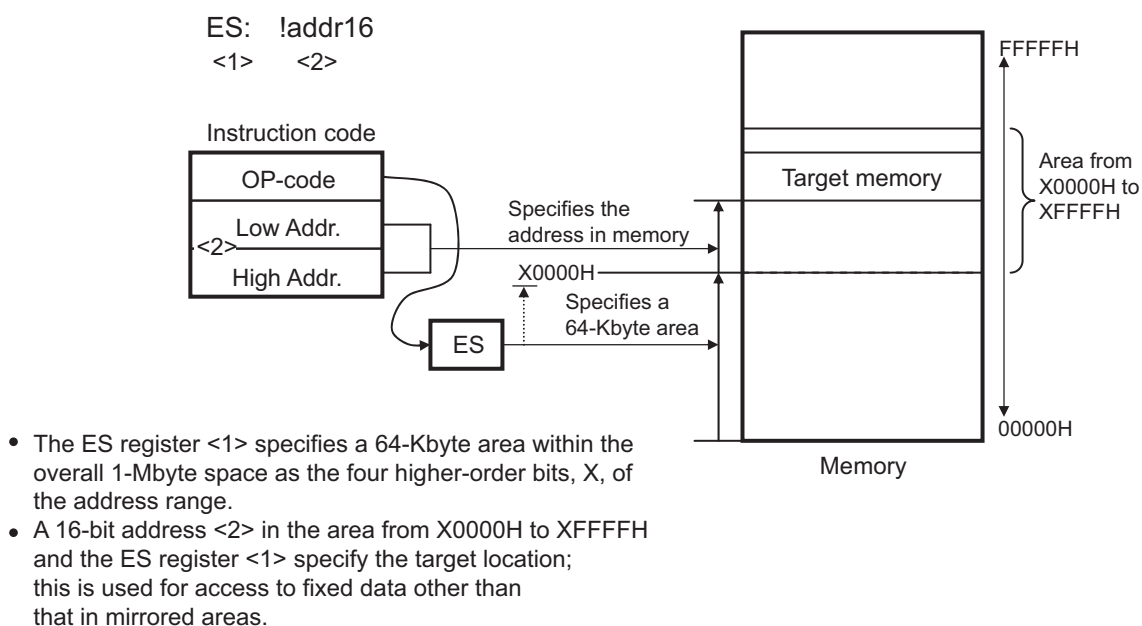 ES: !addr16
<1> <2>
Instruction code
OP-code
Low Addr.
<2>
High Addr.
ES
Specifies the
address in memory
X0000H
Specifies a
64-Kbyte area
Target memory
Memory
FFFFFH
Area from
X0000H to
XFFFFH
00000H
• The ES register <1> specifies a 64-Kbyte area within the
overall 1-Mbyte space as the four higher-order bits, X, of
the address range.
• A 16-bit address <2> in the area from X0000H to XFFFFH
and the ES register <1> specify the target location;
this is used for access to fixed data other than
that in mirrored areas.